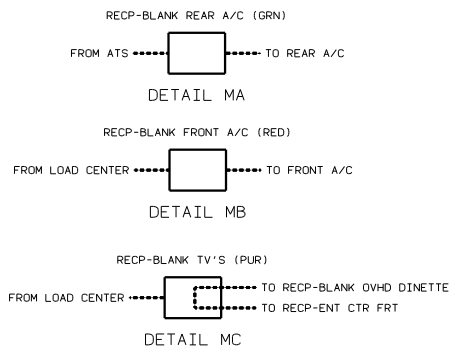 RECP-BLANK REAR A/C (GRN)
FROM ATS TO REAR A/C
DETAIL MA
RECP-BLANK FRONT A/C (RED)
FROM LOAD CENTER TO FRONT A/C
DETAIL MB
RECP-BLANK TV'S (PUR)
TO RECP-BLANK OVHD DINETTE
FROM LOAD CENTER
TO RECP-ENT CTR FRT
DETAIL MC